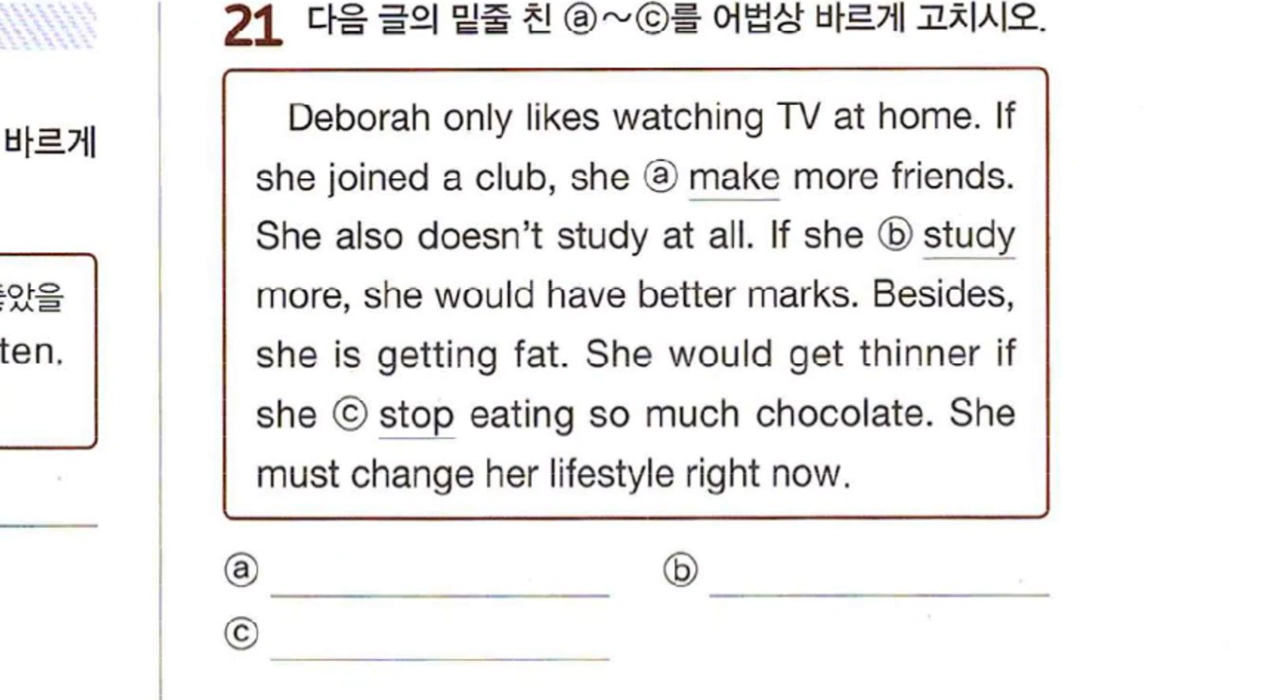 21 다음 글의 밑줄 친 ⓐ~ⓒ를 어법상 바르게 고치시오.
바르게
Deborah only likes watching TV at home. If
she joined a club, she ⓐ make more friends.
She also doesn't study at all. If she ⓑ study
more, she would have better marks. Besides,
she is getting fat. She would get thinner if
she ⓒ stop eating so much chocolate. She
must change her lifestyle right now.
았을
ten.
ⓐ ⓑ
ⓒ